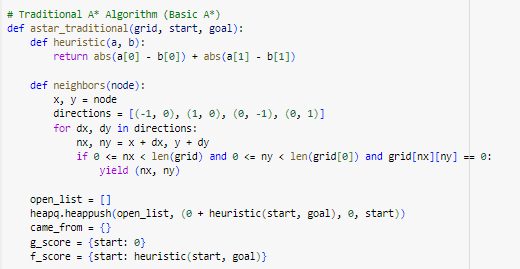 # Traditional A* Algorithm (Basic A*)
def astar_traditional(grid, start, goal):
    def heuristic(a, b):
        return abs(a[0] - b[0]) + abs(a[1] - b[1])

    def neighbors(node):
        x, y = node
        directions = [(-1, 0), (1, 0), (0, -1), (0, 1)]
        for dx, dy in directions:
            nx, ny = x + dx, y + dy
            if 0 <= nx < len(grid) and 0 <= ny < len(grid[0]) and grid[nx][ny] == 0:
                yield (nx, ny)

    open_list = []
    heapq.heappush(open_list, (0 + heuristic(start, goal), 0, start))
    came_from = {}
    g_score = {start: 0}
    f_score = {start: heuristic(start, goal)}